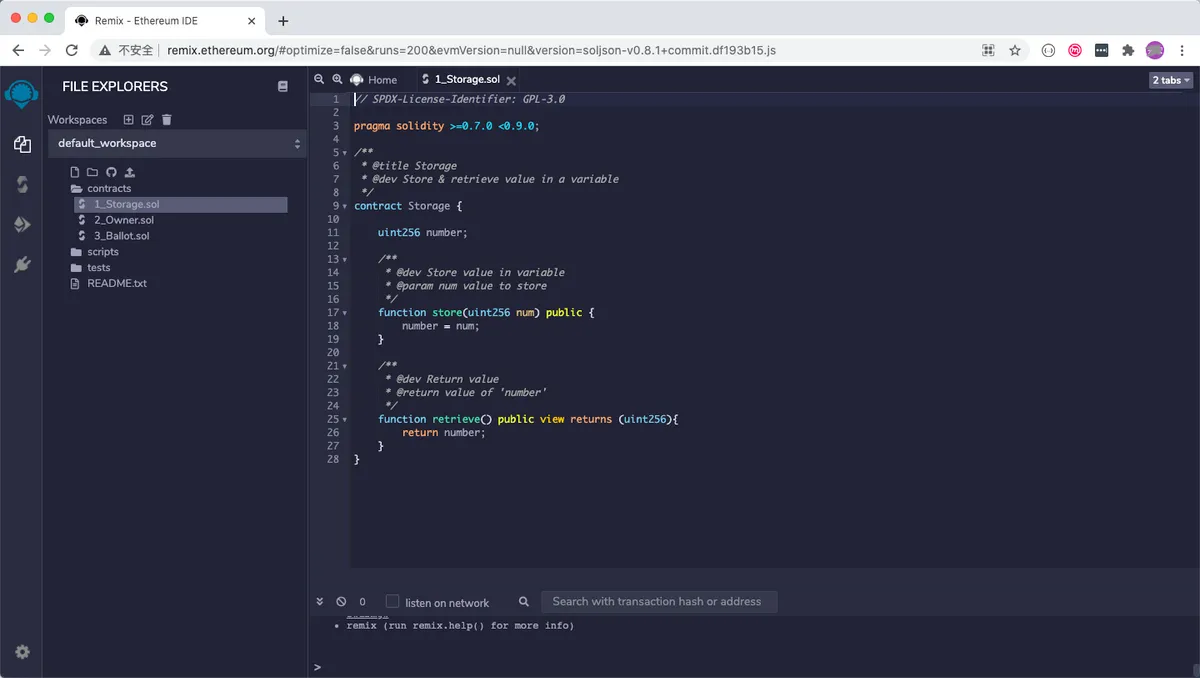 Remix - Ethereum IDE
不安全 remix.ethereum.org/#optimize=false&runs=200&evmVersion=null&version=soljson-v0.8.1+commit.df193b15.js
FILE EXPLORERS
Workspaces
default_workspace
contracts
1_Storage.sol
2_Owner.sol
3_Ballot.sol
scripts
tests
README.txt
Home 1_Storage.sol 2 tabs
1 // SPDX-License-Identifier: GPL-3.0
2
3 pragma solidity >=0.7.0 <0.9.0;
4
5 /**
6 * @title Storage
7 * @dev Store & retrieve value in a variable
8 */
9 contract Storage {
10
11 uint256 number;
12
13 /**
14 * @dev Store value in variable
15 * @param num value to store
16 */
17 function store(uint256 num) public {
18 number = num;
19 }
20
21 /**
22 * @dev Return value
23 * @return value of 'number'
24 */
25 function retrieve() public view returns (uint256){
26 return number;
27 }
28 }
0 listen on network Search with transaction hash or address
• remix (run remix.help() for more info)
>